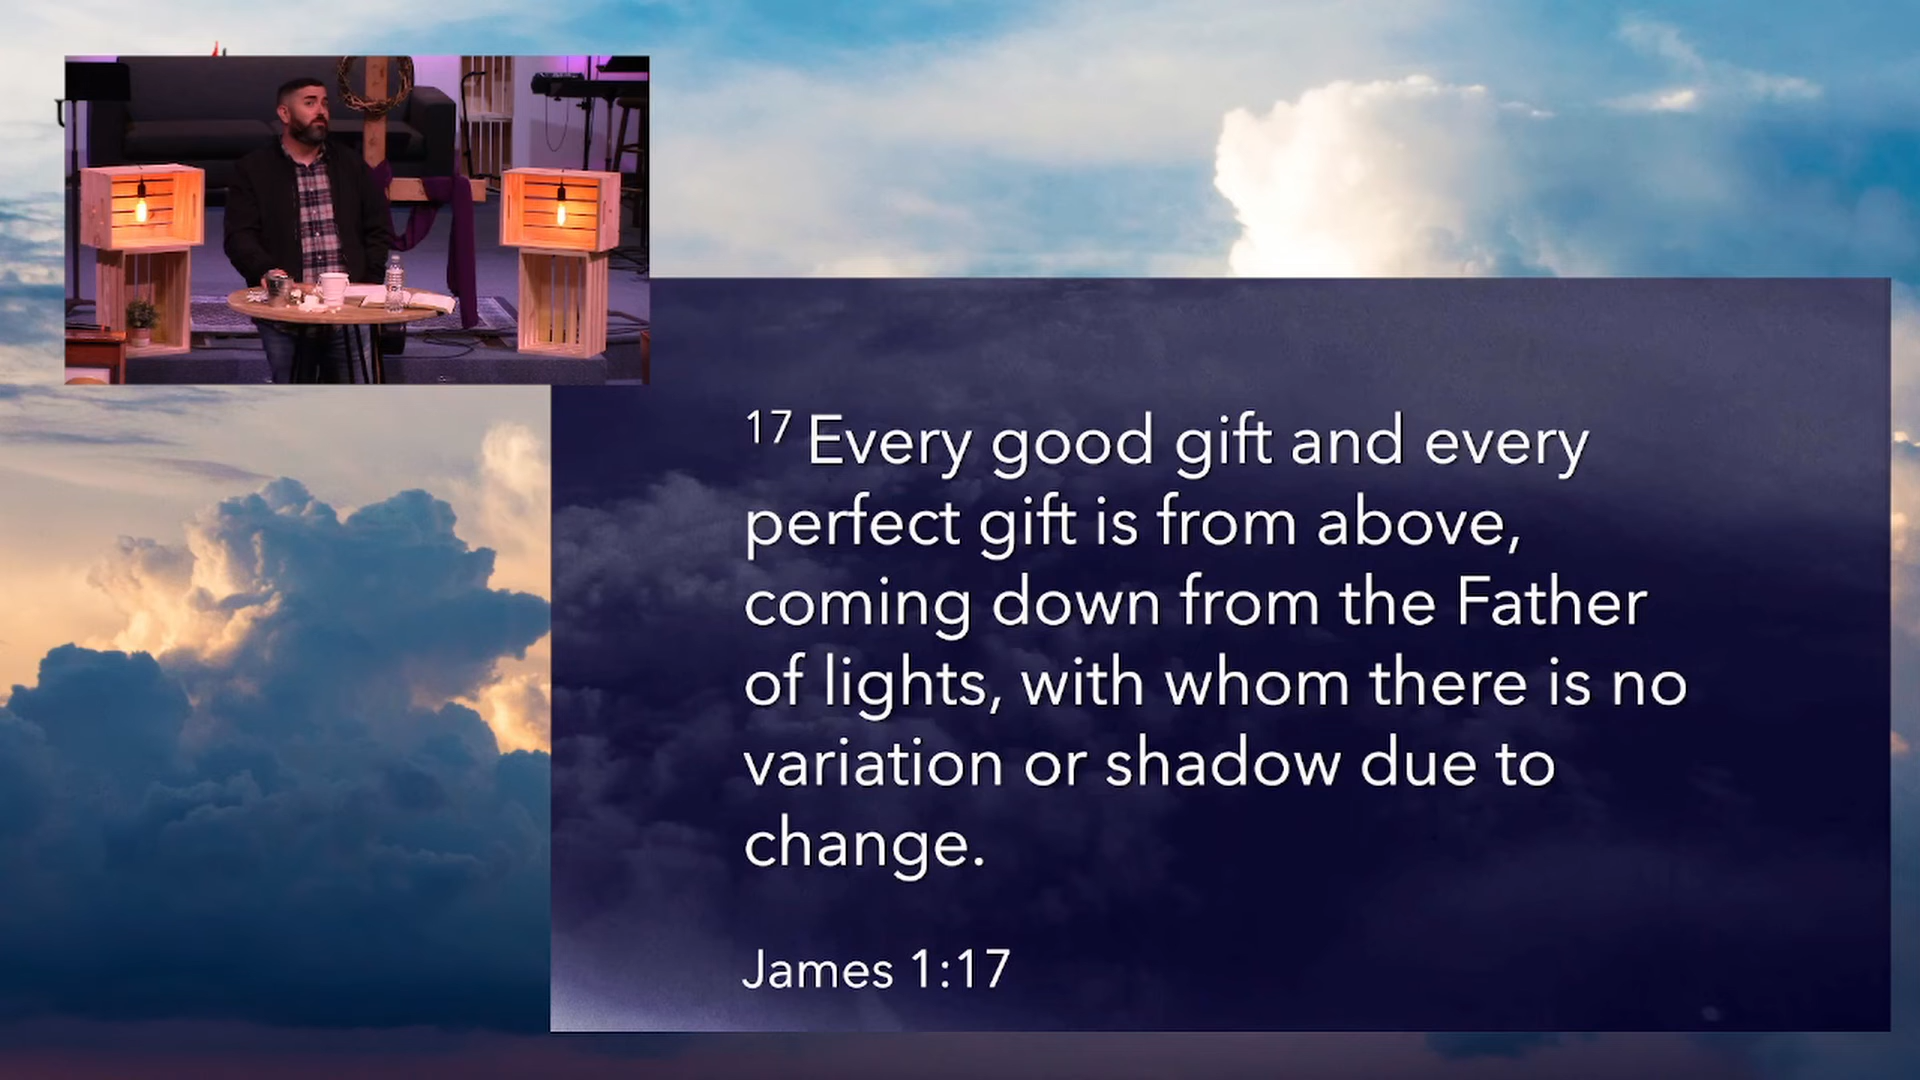 17 Every good gift and every
perfect gift is from above,
coming down from the Father
of lights, with whom there is no
variation or shadow due to
change.
James 1:17